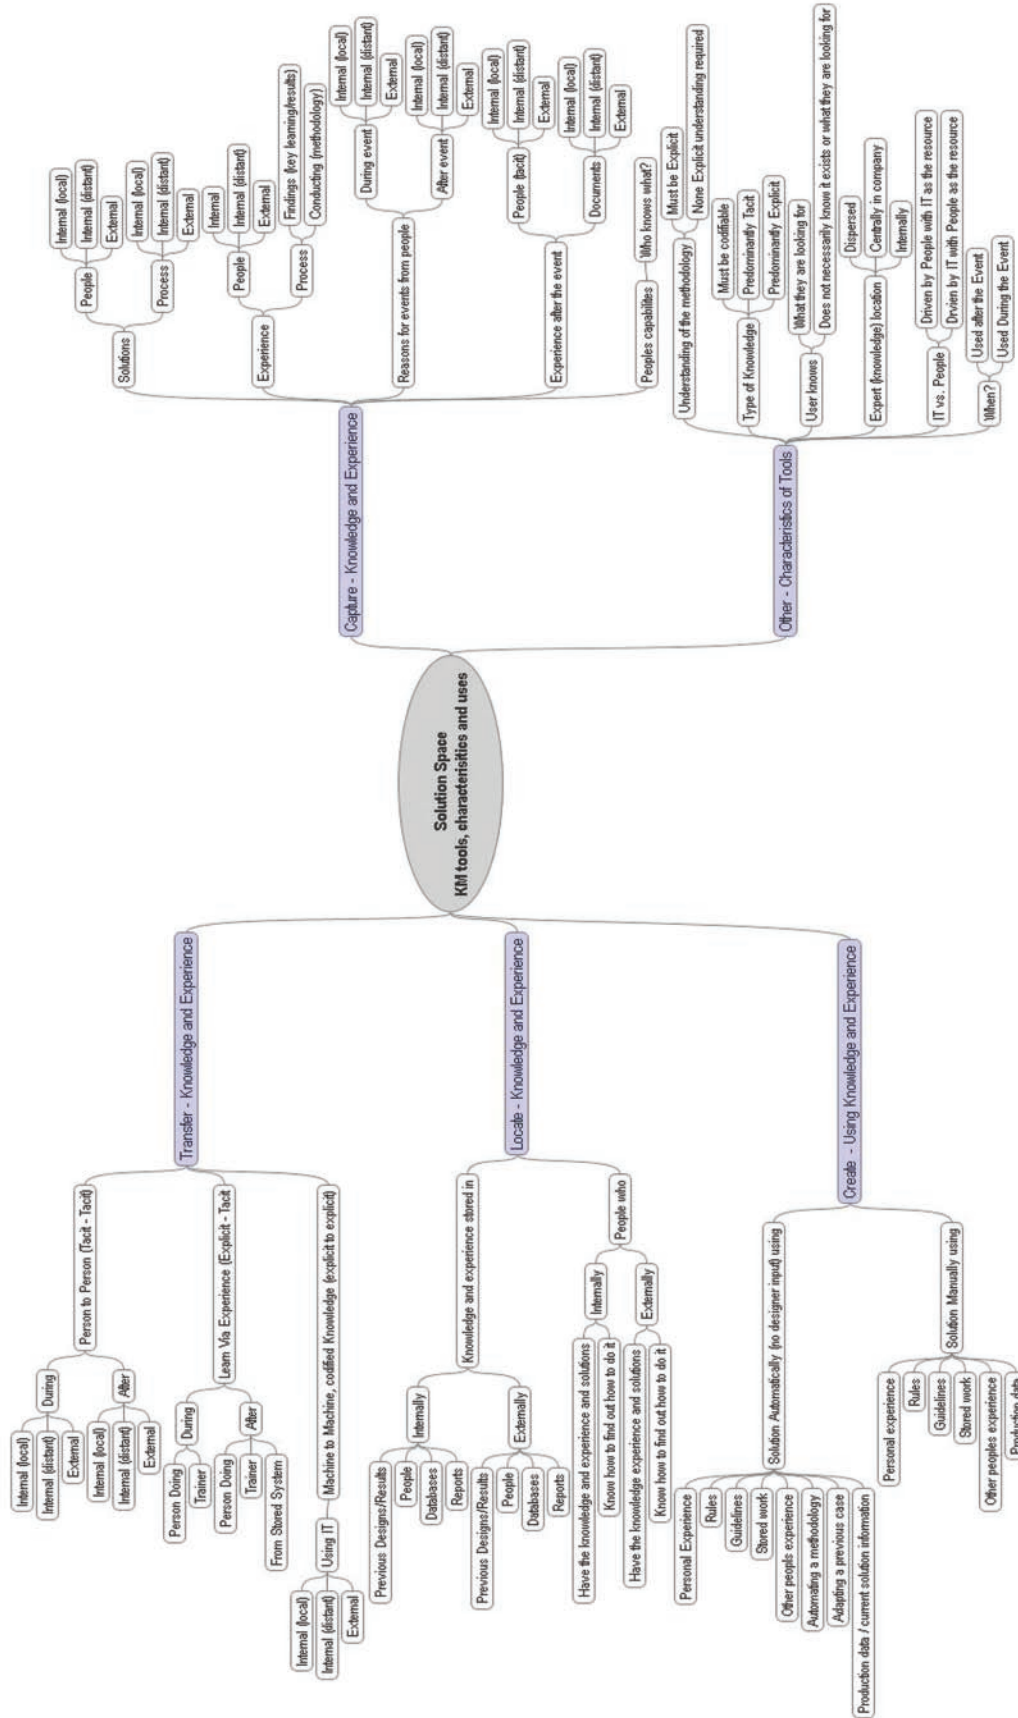 Solution Space
KM tools, characterisitics and uses
Transfer - Knowledge and Experience
Person to Person (Tacit - Tacit)
During
Internal (local)
Internal (distant)
External
After
Internal (local)
Internal (distant)
External
Learn Via Experience (Explicit - Tacit
During
Person Doing
Trainer
After
Person Doing
Trainer
From Stored System
Machine to Machine, codified Knowledge (explicit to explicit)
Using IT
Internal (local)
Internal (distant)
External
Locate - Knowledge and Experience
Knowledge and experience stored in
Internally
Previous Designs/Results
People
Databases
Reports
Externally
Previous Designs/Results
People
Databases
Reports
People who
Internally
Have the knowledge and experience and solutions
Know how to find out how to do it
Externally
Have the knowledge experience and solutions
Know how to find out how to do it
Create - Using Knowledge and Experience
Solution Automatically (no designer input) using
Personal Experience
Rules
Guidelines
Stored work
Other peopls experience
Automating a methodology
Adapting a previous case
Production data / current solution information
Solution Manually using
Personal experience
Rules
Guidelines
Stored work
Other peoples experience
Production data
Capture - Knowledge and Experience
Solutions
People
Internal (local)
Internal (distant)
External
Process
Internal (local)
Internal (distant)
External
Experience
People
Internal
Internal (distant)
External
Process
Findings (key learning/results)
Conducting (methodology)
Reasons for events from people
During event
Internal (local)
Internal (distant)
External
After event
Internal (local)
Internal (distant)
External
Experience after the event
People (tacit)
Internal (local)
Internal (distant)
External
Documents
Internal (local)
Internal (distant)
External
Peoples capabilites
Who knows what?
Other - Characteristics of Tools
Understanding of the methodology
Must be Explicit
None Explicit understanding required
Type of Knowledge
Must be codifiable
Predominantly Tacit
Predominantly Explicit
User knows
What they are looking for
Does not necessarily know it exists or what they are looking for
Expert (knowledge) location
Dispersed
Centrally in company
Internally
IT vs. People
Driven by People with IT as the resource
Drvien by IT with People as the resource
When?
Used after the Event
Used During the Event